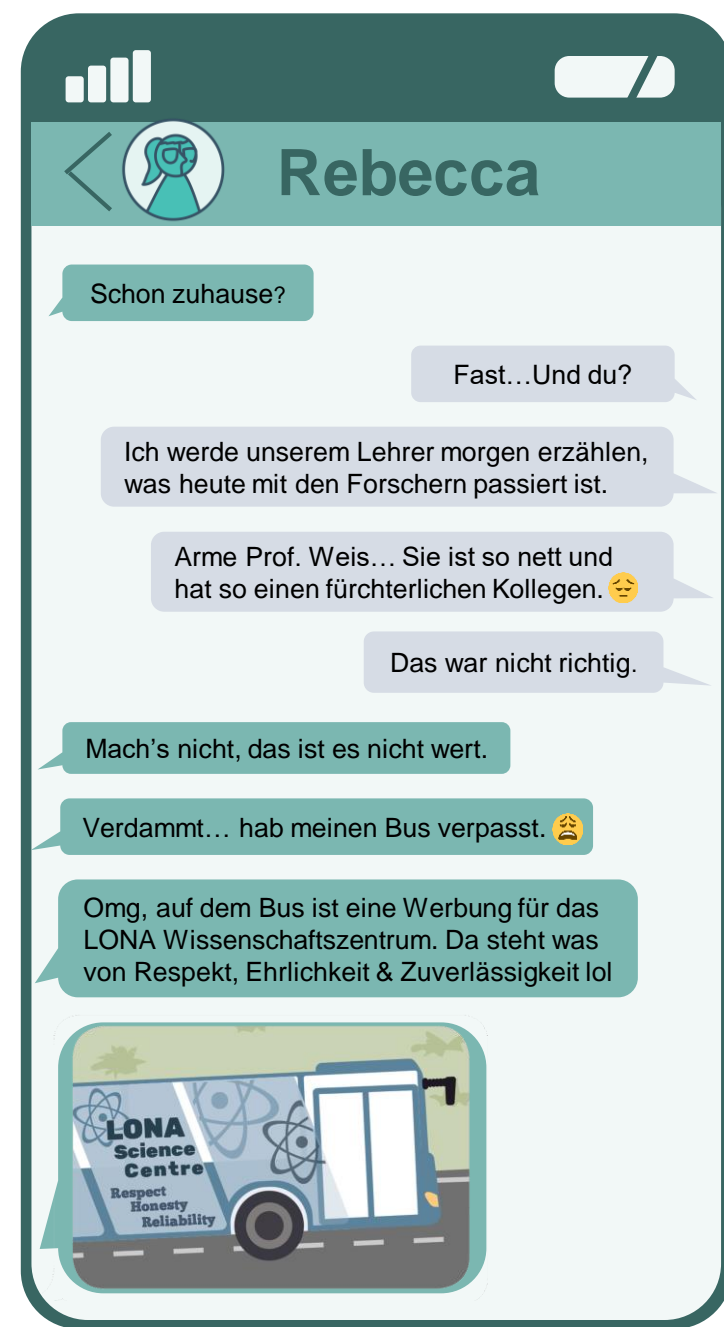 Rebecca
Schon zuhause?
Fast…Und du?
Ich werde unserem Lehrer morgen erzählen,
was heute mit den Forschern passiert ist.
Arme Prof. Weis… Sie ist so nett und
hat so einen fürchterlichen Kollegen. 😔
Das war nicht richtig.
Mach’s nicht, das ist es nicht wert.
Verdammt… hab meinen Bus verpasst. 😩
Omg, auf dem Bus ist eine Werbung für das
LONA Wissenschaftszentrum. Da steht was
von Respekt, Ehrlichkeit & Zuverlässigkeit lol
LONA
Science
Centre
Respect
Honesty
Reliability